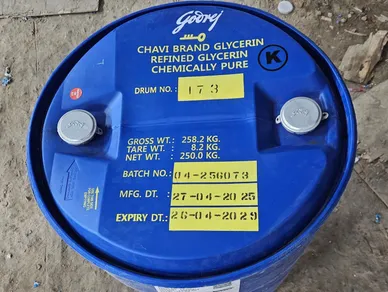 Godrej
CHAVI BRAND GLYCERIN
REFINED GLYCERIN
CHEMICALLY PURE
K
DRUM NO.: 173
GROSS WT.: 258.2 KG.
TARE WT.: 8.2 KG.
NET WT.: 250.0 KG.
BATCH NO.: 04-256073
MFG. DT.: 27-04-2025
EXPIRY DT.: 26-04-2029